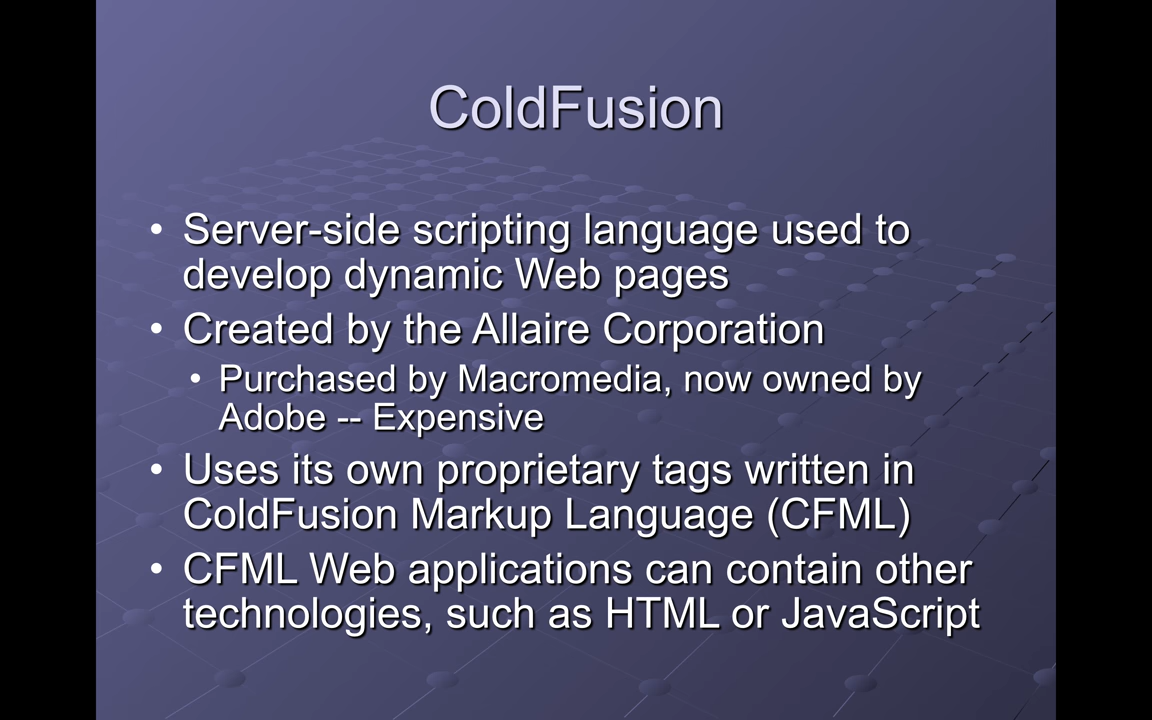 ColdFusion
• Server-side scripting language used to
develop dynamic Web pages
• Created by the Allaire Corporation
• Purchased by Macromedia, now owned by
Adobe -- Expensive
• Uses its own proprietary tags written in
ColdFusion Markup Language (CFML)
• CFML Web applications can contain other
technologies, such as HTML or JavaScript